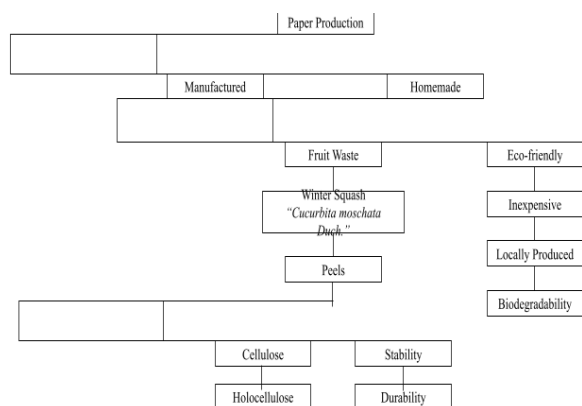 Paper Production
Manufactured
Homemade
Fruit Waste
Eco-friendly
Winter Squash
“Cucurbita moschata
Duch.”
Inexpensive
Locally Produced
Peels
Biodegradability
Cellulose
Stability
Holocellulose
Durability